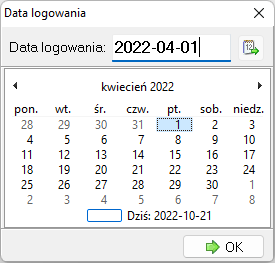 Data logowania
Data logowania: 2022-04-01
12
kwiecień 2022
pon. wt. śr. czw. pt. sob. niedz.
28 29 30 31 1 2 3
4 5 6 7 8 9 10
11 12 13 14 15 16 17
18 19 20 21 22 23 24
25 26 27 28 29 30 1
2 3 4 5 6 7 8
Dziś: 2022-10-21
OK